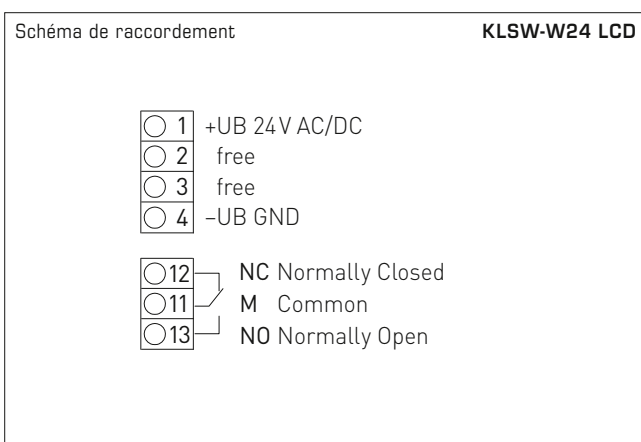 Schéma de raccordement KLSW-W24 LCD
1 +UB 24V AC/DC
2 free
3 free
4 –UB GND
12 NC Normally Closed
11 M Common
13 NO Normally Open